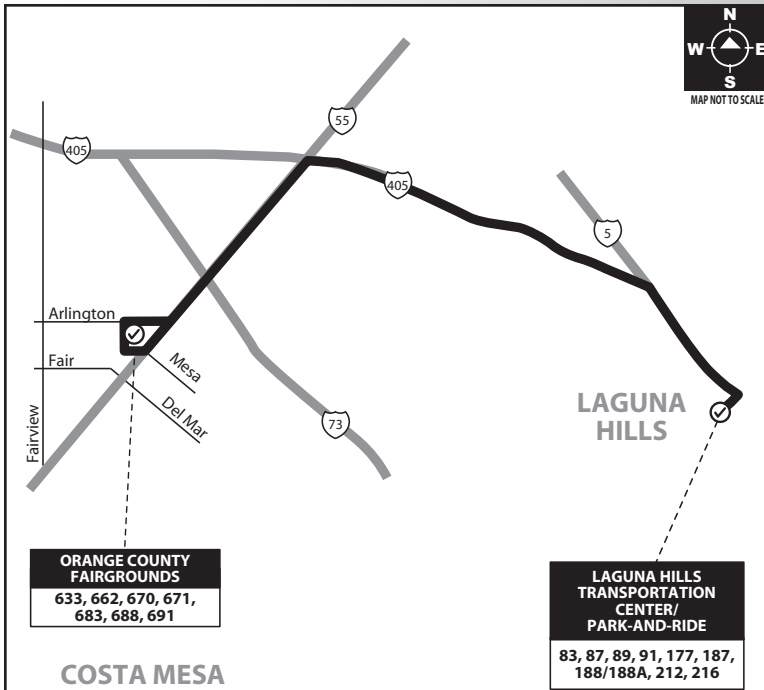 N
W E
S
MAP NOT TO SCALE
55
405
405
5
Arlington
Fair
Mesa
Del Mar
Fairview
73
LAGUNA
HILLS
ORANGE COUNTY
FAIRGROUNDS
633, 662, 670, 671,
683, 688, 691
LAGUNA HILLS
TRANSPORTATION
CENTER/
PARK-AND-RIDE
83, 87, 89, 91, 177, 187,
188/188A, 212, 216
COSTA MESA